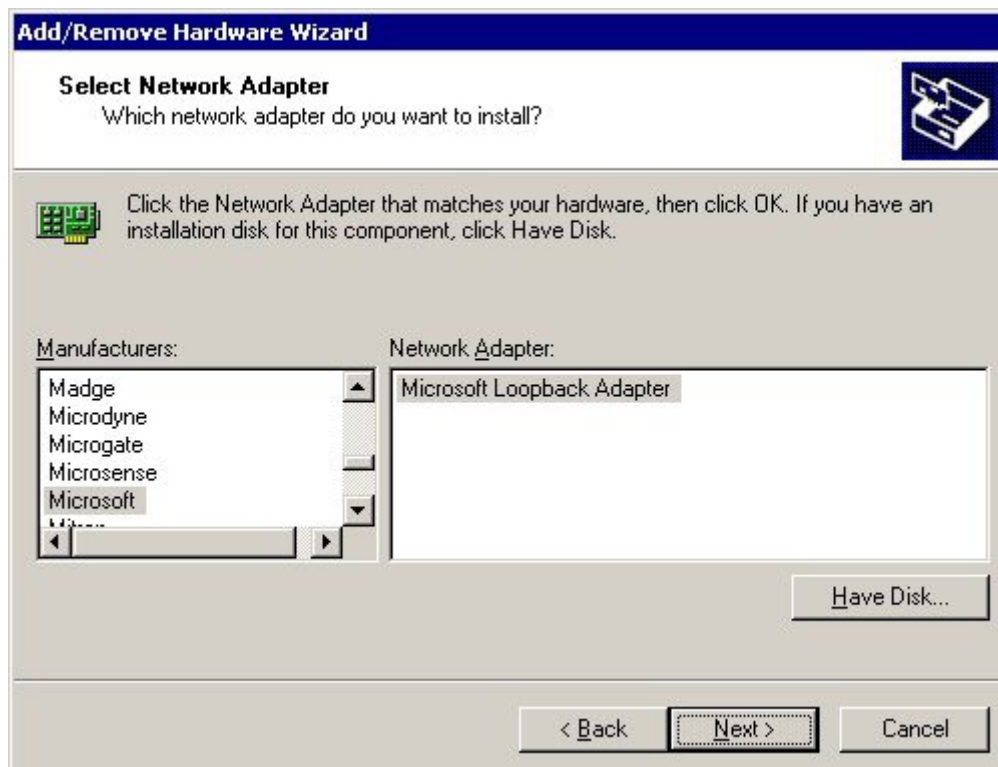 Add/Remove Hardware Wizard
Select Network Adapter
Which network adapter do you want to install?
Click the Network Adapter that matches your hardware, then click OK. If you have an
installation disk for this component, click Have Disk.
Manufacturers:
Madge
Microdyne
Microgate
Microsense
Microsoft
Network Adapter:
Microsoft Loopback Adapter
Have Disk...
< Back
Next >
Cancel